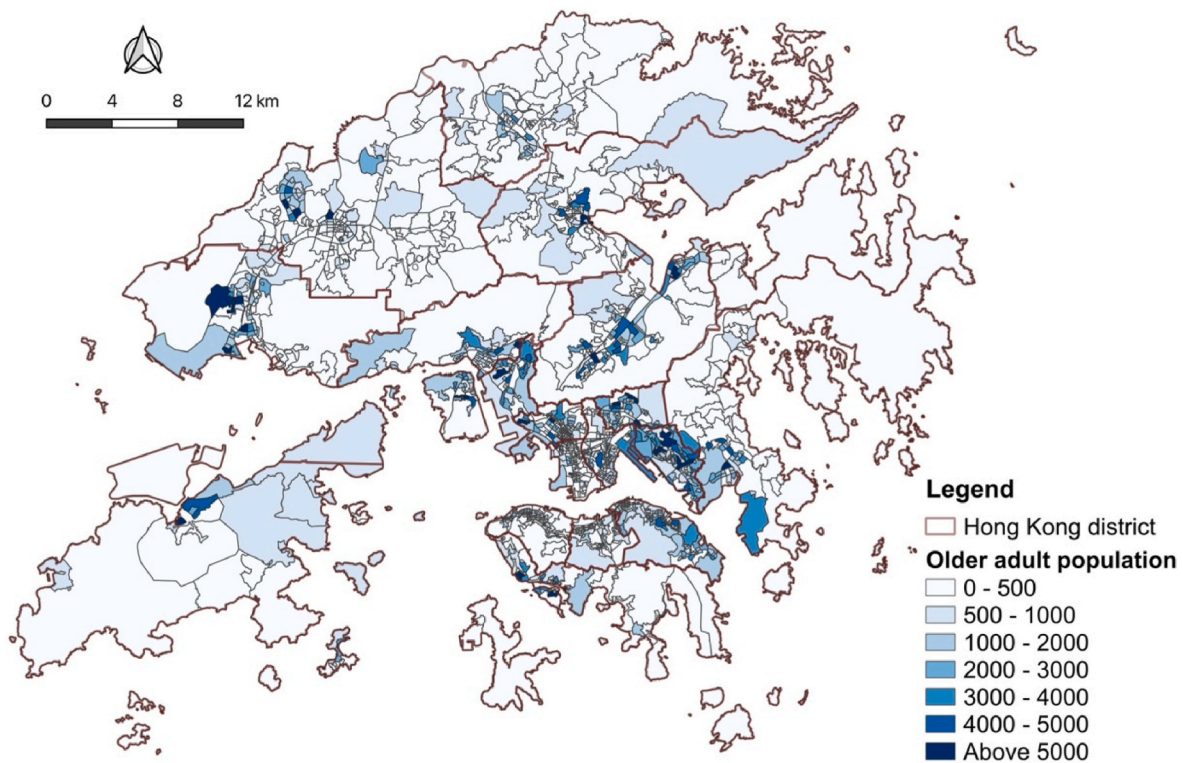 0 4 8 12 km
Legend
Hong Kong district
Older adult population
0 - 500
500 - 1000
1000 - 2000
2000 - 3000
3000 - 4000
4000 - 5000
Above 5000